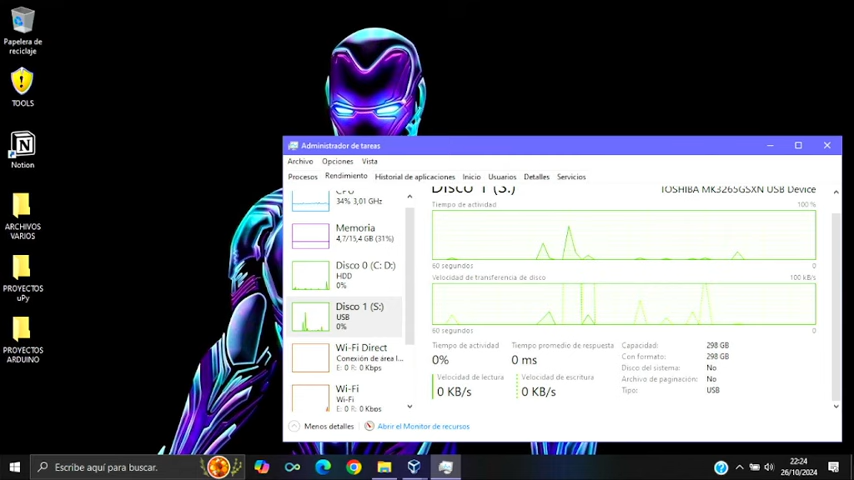 Papelera de
reciclaje
TOOLS
Notion
ARCHIVOS
VARIOS
PROYECTOS
uPy
PROYECTOS
ARDUINO
Administrador de tareas
Archivo Opciones Vista
Procesos Rendimiento Historial de aplicaciones Inicio Usuarios Detalles Servicios
CPU
34% 3,01 GHz
Memoria
4,7/15,4 GB (31%)
Disco 0 (C: D:)
HDD
0%
Disco 1 (S:)
USB
0%
Wi-Fi Direct
Conexión de área l...
E: 0 R: 0 Kbps
Wi-Fi
Wi-Fi
E: 0 R: 0 Kbps
Disco 1 (S:) TOSHIBA MK3265GSXN USB Device
Tiempo de actividad 100 %
60 segundos 0
Velocidad de transferencia de disco 100 kB/s
60 segundos 0
Tiempo de actividad
0%
Tiempo promedio de respuesta
0 ms
Velocidad de lectura
0 KB/s
Velocidad de escritura
0 KB/s
Capacidad: 298 GB
Con formato: 298 GB
Disco del sistema: No
Archivo de paginación: No
Tipo: USB
Menos detalles Abrir el Monitor de recursos
Escribe aquí para buscar.
22:24
26/10/2024